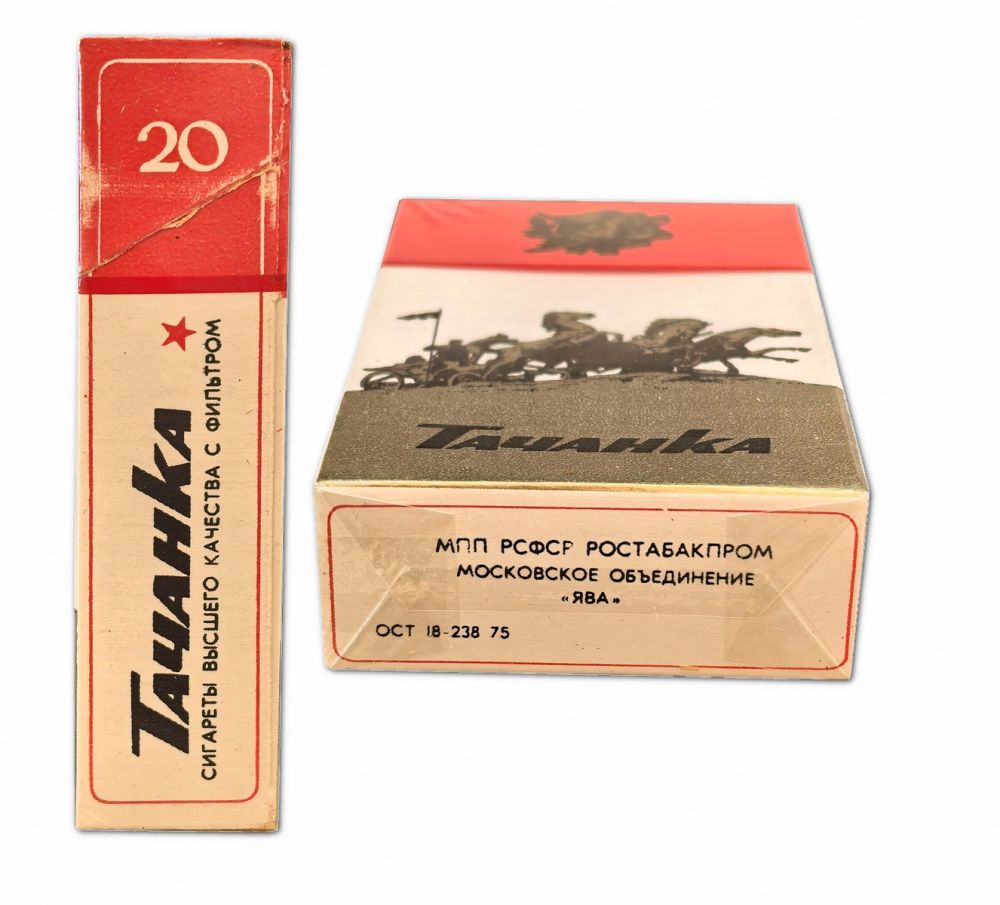 20
Тачанка
СИГАРЕТЫ ВЫСШЕГО КАЧЕСТВА С ФИЛЬТРОМ
Тачанка
МПП РСФСР РОСТАБАКПРОМ
МОСКОВСКОЕ ОБЪЕДИНЕНИЕ
«ЯВА»
ОСТ 18-238 75